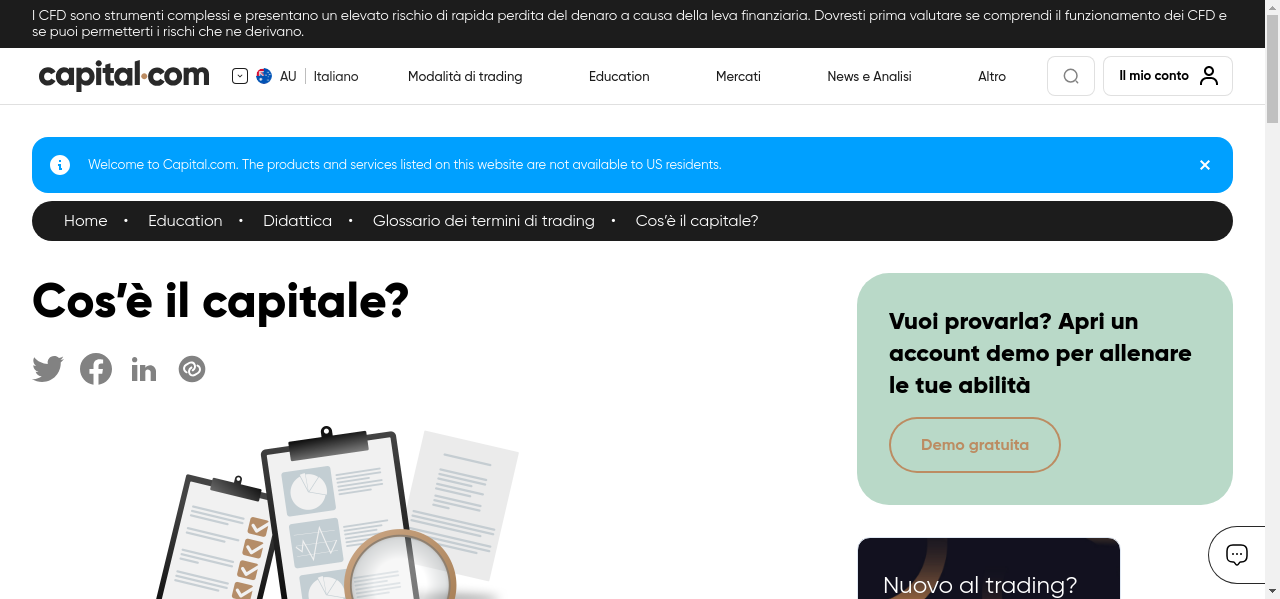 I CFD sono strumenti complessi e presentano un elevato rischio di rapida perdita del denaro a causa della leva finanziaria. Dovresti prima valutare se comprendi il funzionamento dei CFD e
se puoi permetterti i rischi che ne derivano.
capital.com
AU
Italiano
Modalità di trading
Education
Mercati
News e Analisi
Altro
Il mio conto
Welcome to Capital.com. The products and services listed on this website are not available to US residents.
Home • Education • Didattica • Glossario dei termini di trading • Cos’è il capitale?
Cos’è il capitale?
Vuoi provarla? Apri un
account demo per allenare
le tue abilità
Demo gratuita
Nuovo al trading?